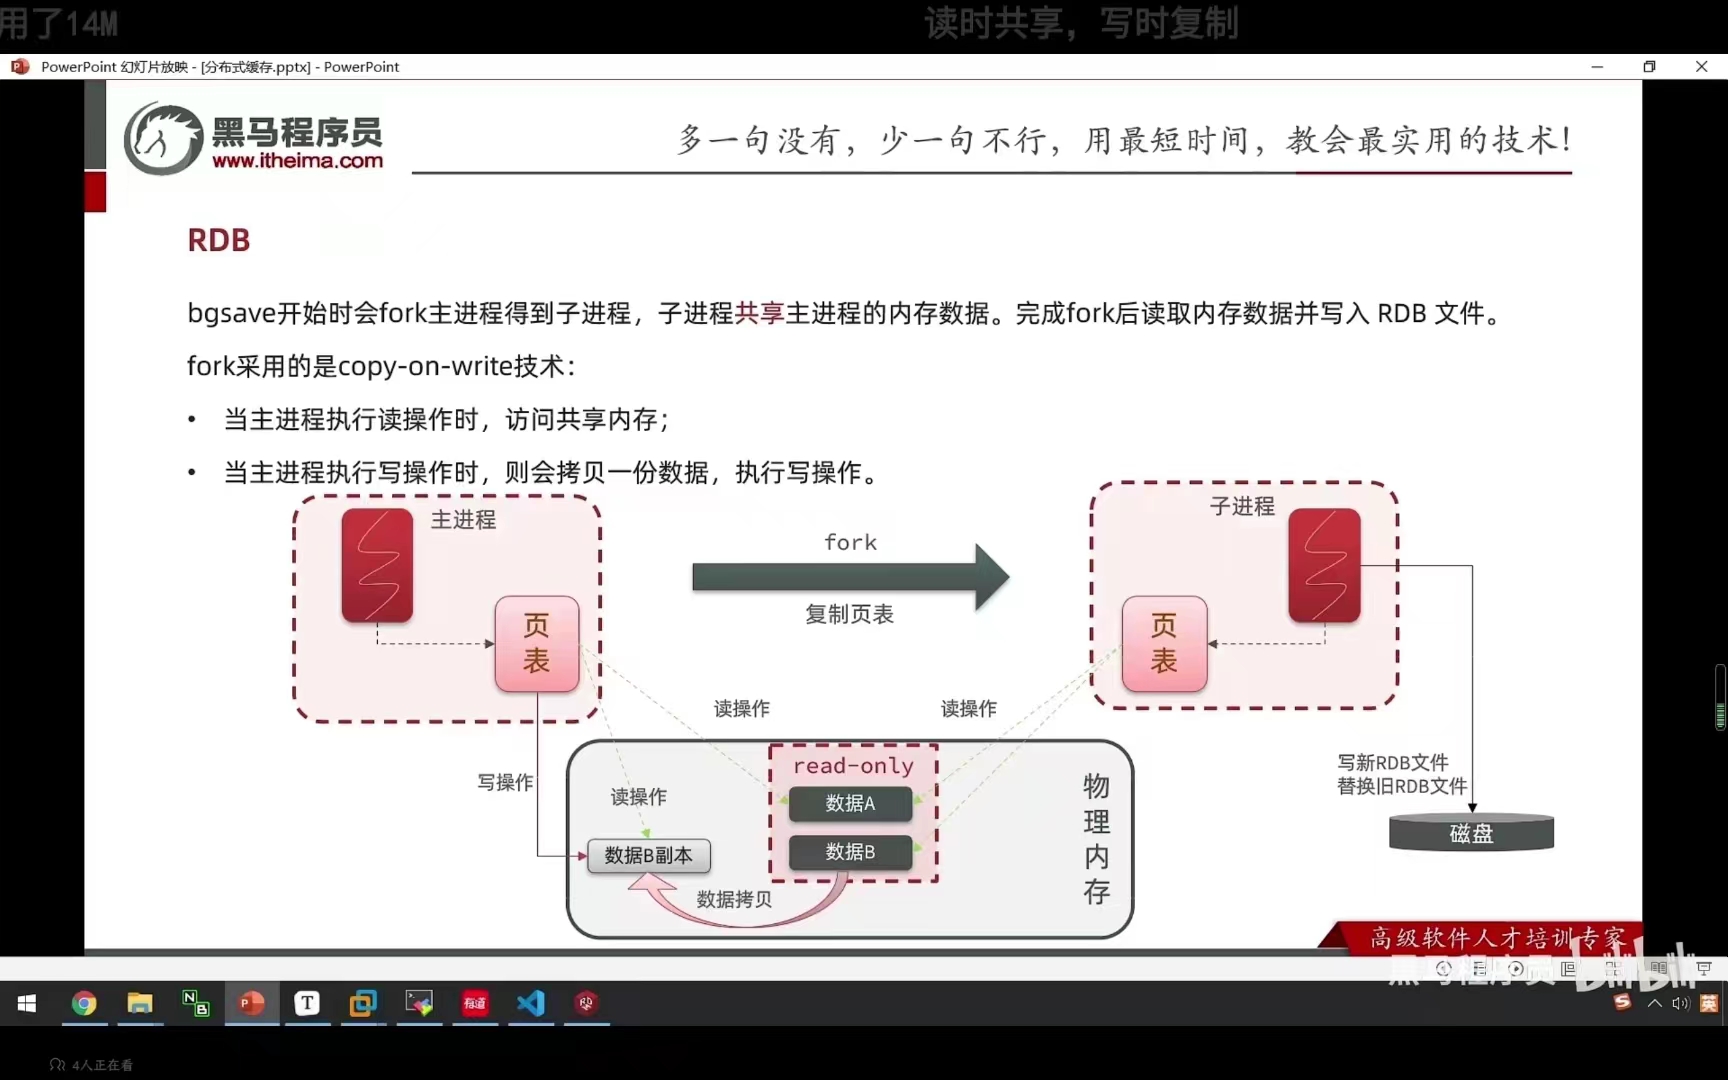 用了14M
读时共享，写时复制
PowerPoint 幻灯片放映 - [分布式缓存.pptx] - PowerPoint
黑马程序员
www.itheima.com
多一句没有，少一句不行，用最短时间，教会最实用的技术！
RDB
bgsave开始时会fork主进程得到子进程，子进程共享主进程的内存数据。完成fork后读取内存数据并写入 RDB 文件。
fork采用的是copy-on-write技术：
• 当主进程执行读操作时，访问共享内存；
• 当主进程执行写操作时，则会拷贝一份数据，执行写操作。
主进程
页表
fork
复制页表
子进程
页表
读操作
读操作
写操作
读操作
read-only
数据A
数据B
数据B副本
数据拷贝
物理内存
写新RDB文件
替换旧RDB文件
磁盘
高级软件人才培训专家
黑马程序员 bilibili
N
B
P
T
有道
英
4人正在看